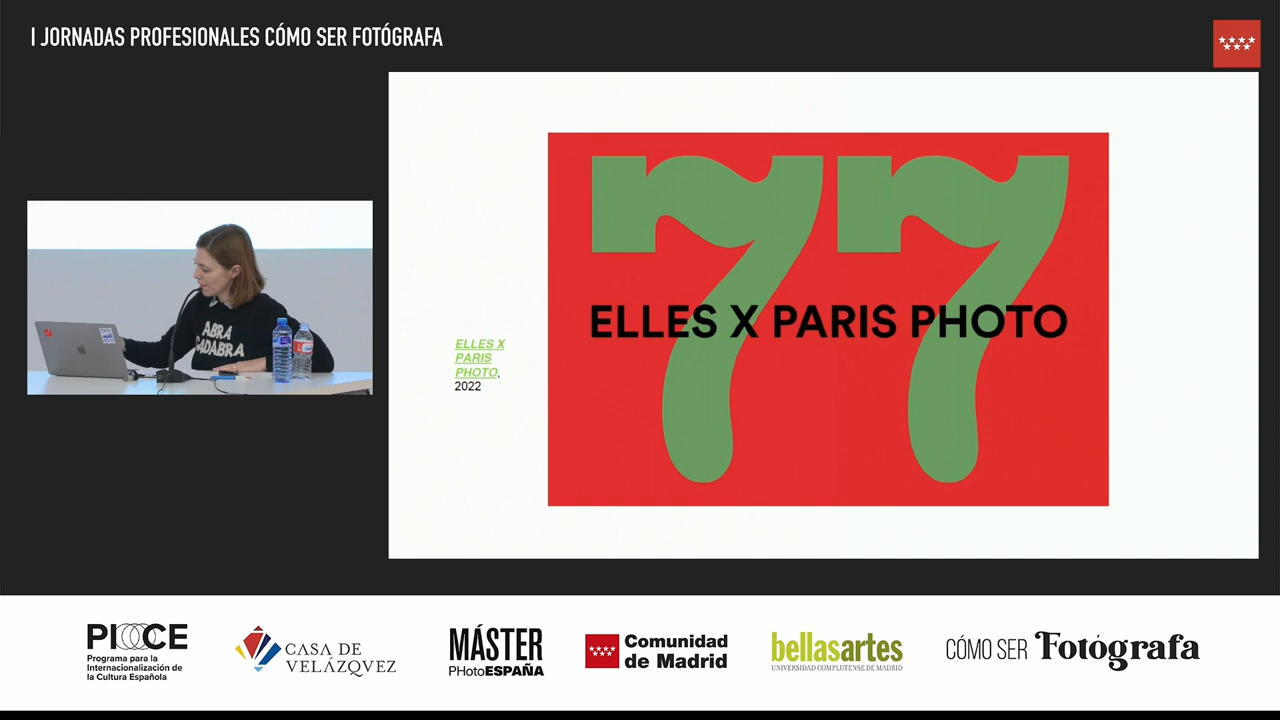 I JORNADAS PROFESIONALES CÓMO SER FOTÓGRAFA
77
ELLES X PARIS PHOTO
ELLES X
PARIS
PHOTO,
2022
ABRA
CADABRA
PICE
Programa para la
Internacionalización de
la Cultura Española
CASA DE
VELÁZQVEZ
MÁSTER
PHotoESPAÑA
Comunidad
de Madrid
bellasartes
UNIVERSIDAD COMPLUTENSE DE MADRID
CÓMO SER Fotógrafa